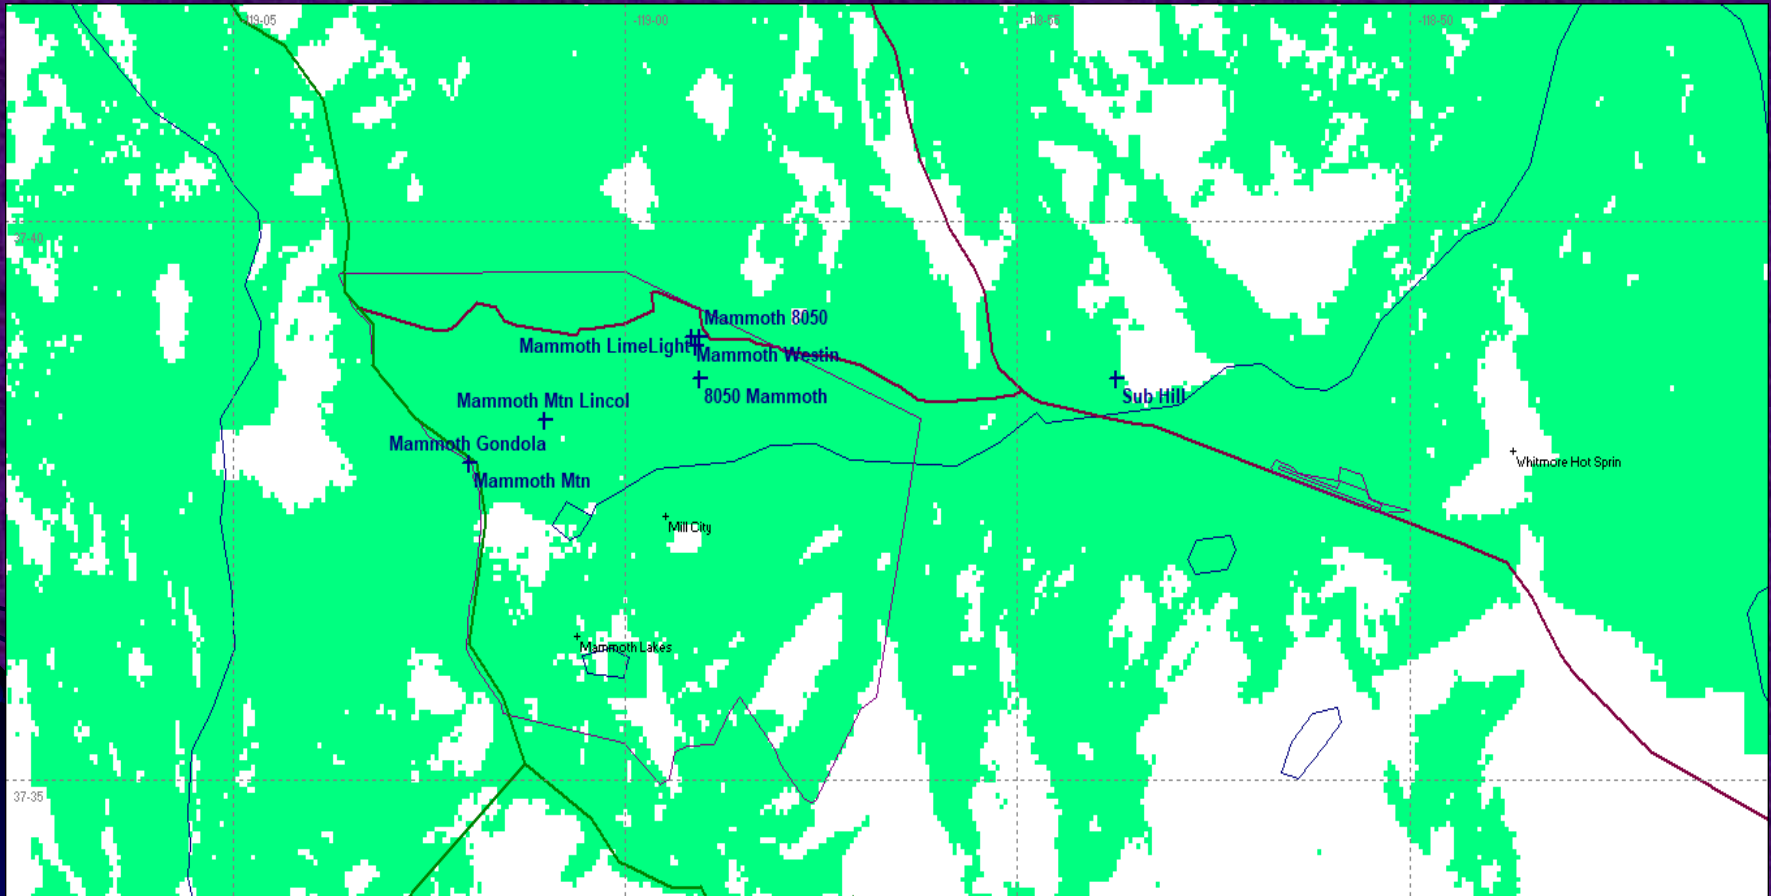 -119-05
-119-00
-118-55
-118-50
37-40
Mammoth 8050
Mammoth LimeLight
Mammoth Westin
8050 Mammoth
Sub Hill
Mammoth Mtn Lincol
Mammoth Gondola
Mammoth Mtn
Whitmore Hot Sprin
Mill City
Mammoth Lakes
37-35